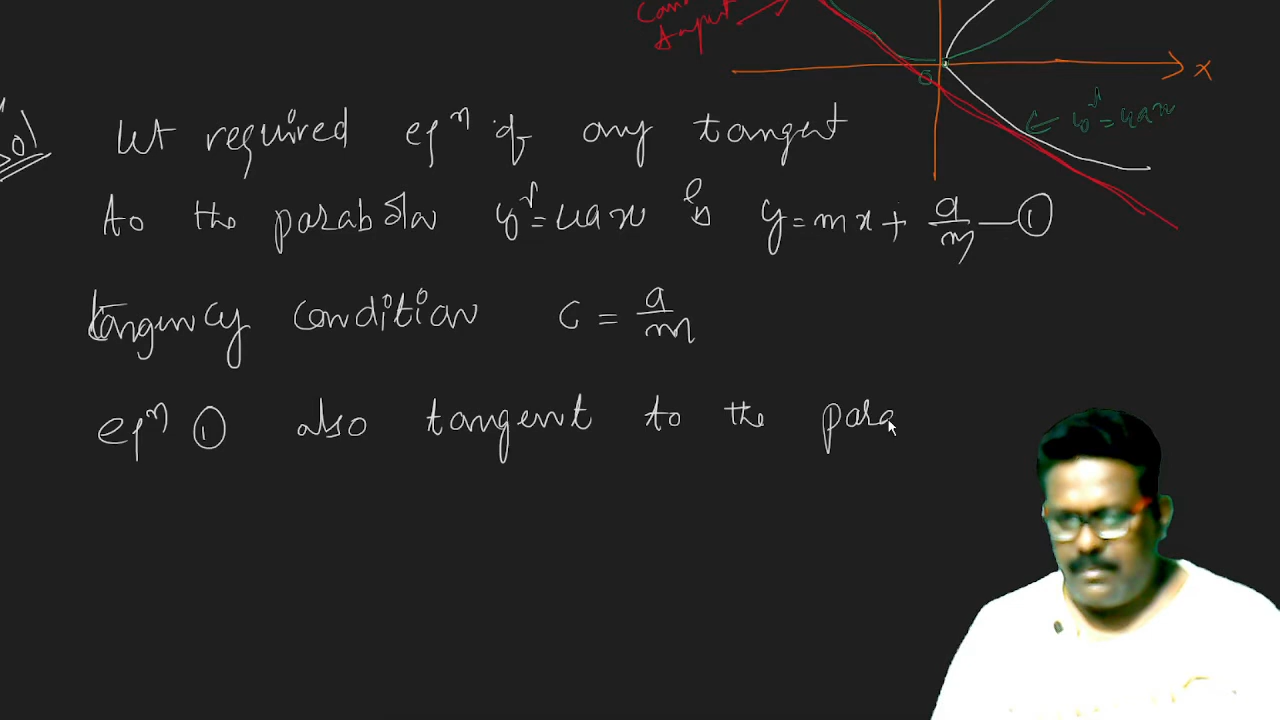 X
O
y² = 4ax
Sol
Let required eqⁿ of any tangent
to the parabola y² = 4ax is y = mx + a/m — ①
tangency condition c = a/m
eqⁿ ① also tangent to the para